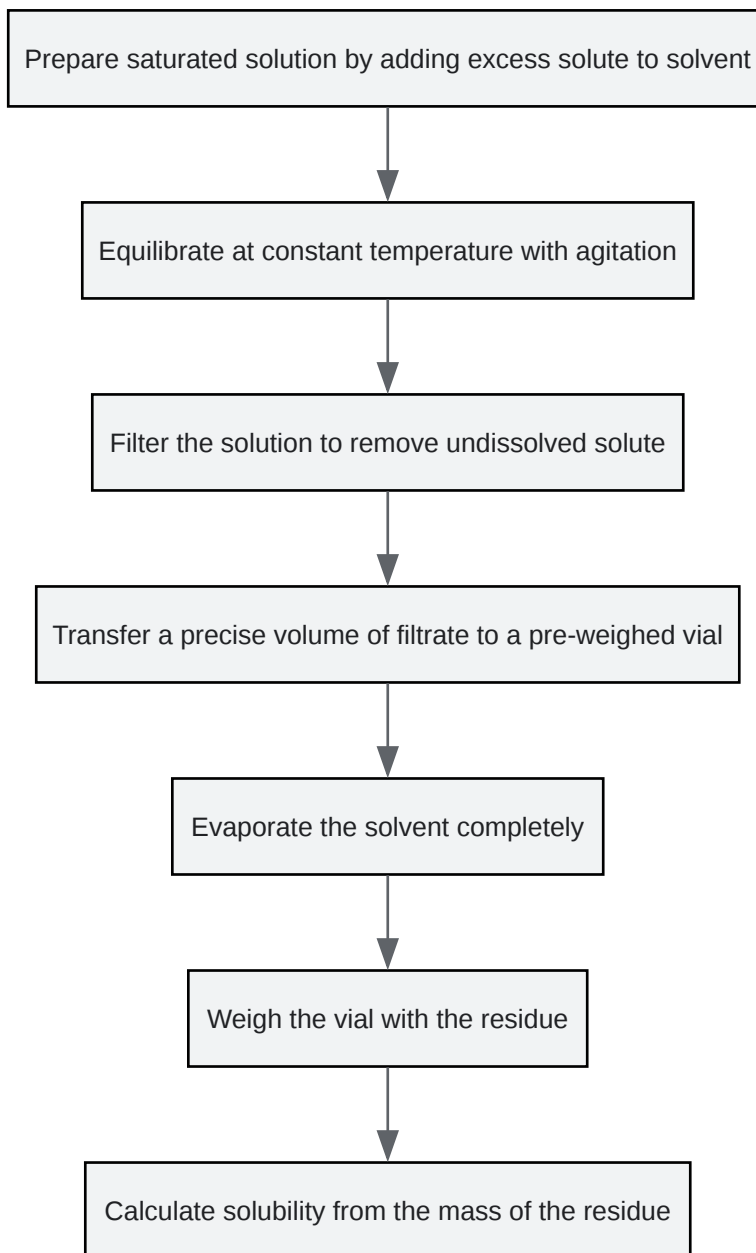 Prepare saturated solution by adding excess solute to solvent
Equilibrate at constant temperature with agitation
Filter the solution to remove undissolved solute
Transfer a precise volume of filtrate to a pre-weighed vial
Evaporate the solvent completely
Weigh the vial with the residue
Calculate solubility from the mass of the residue